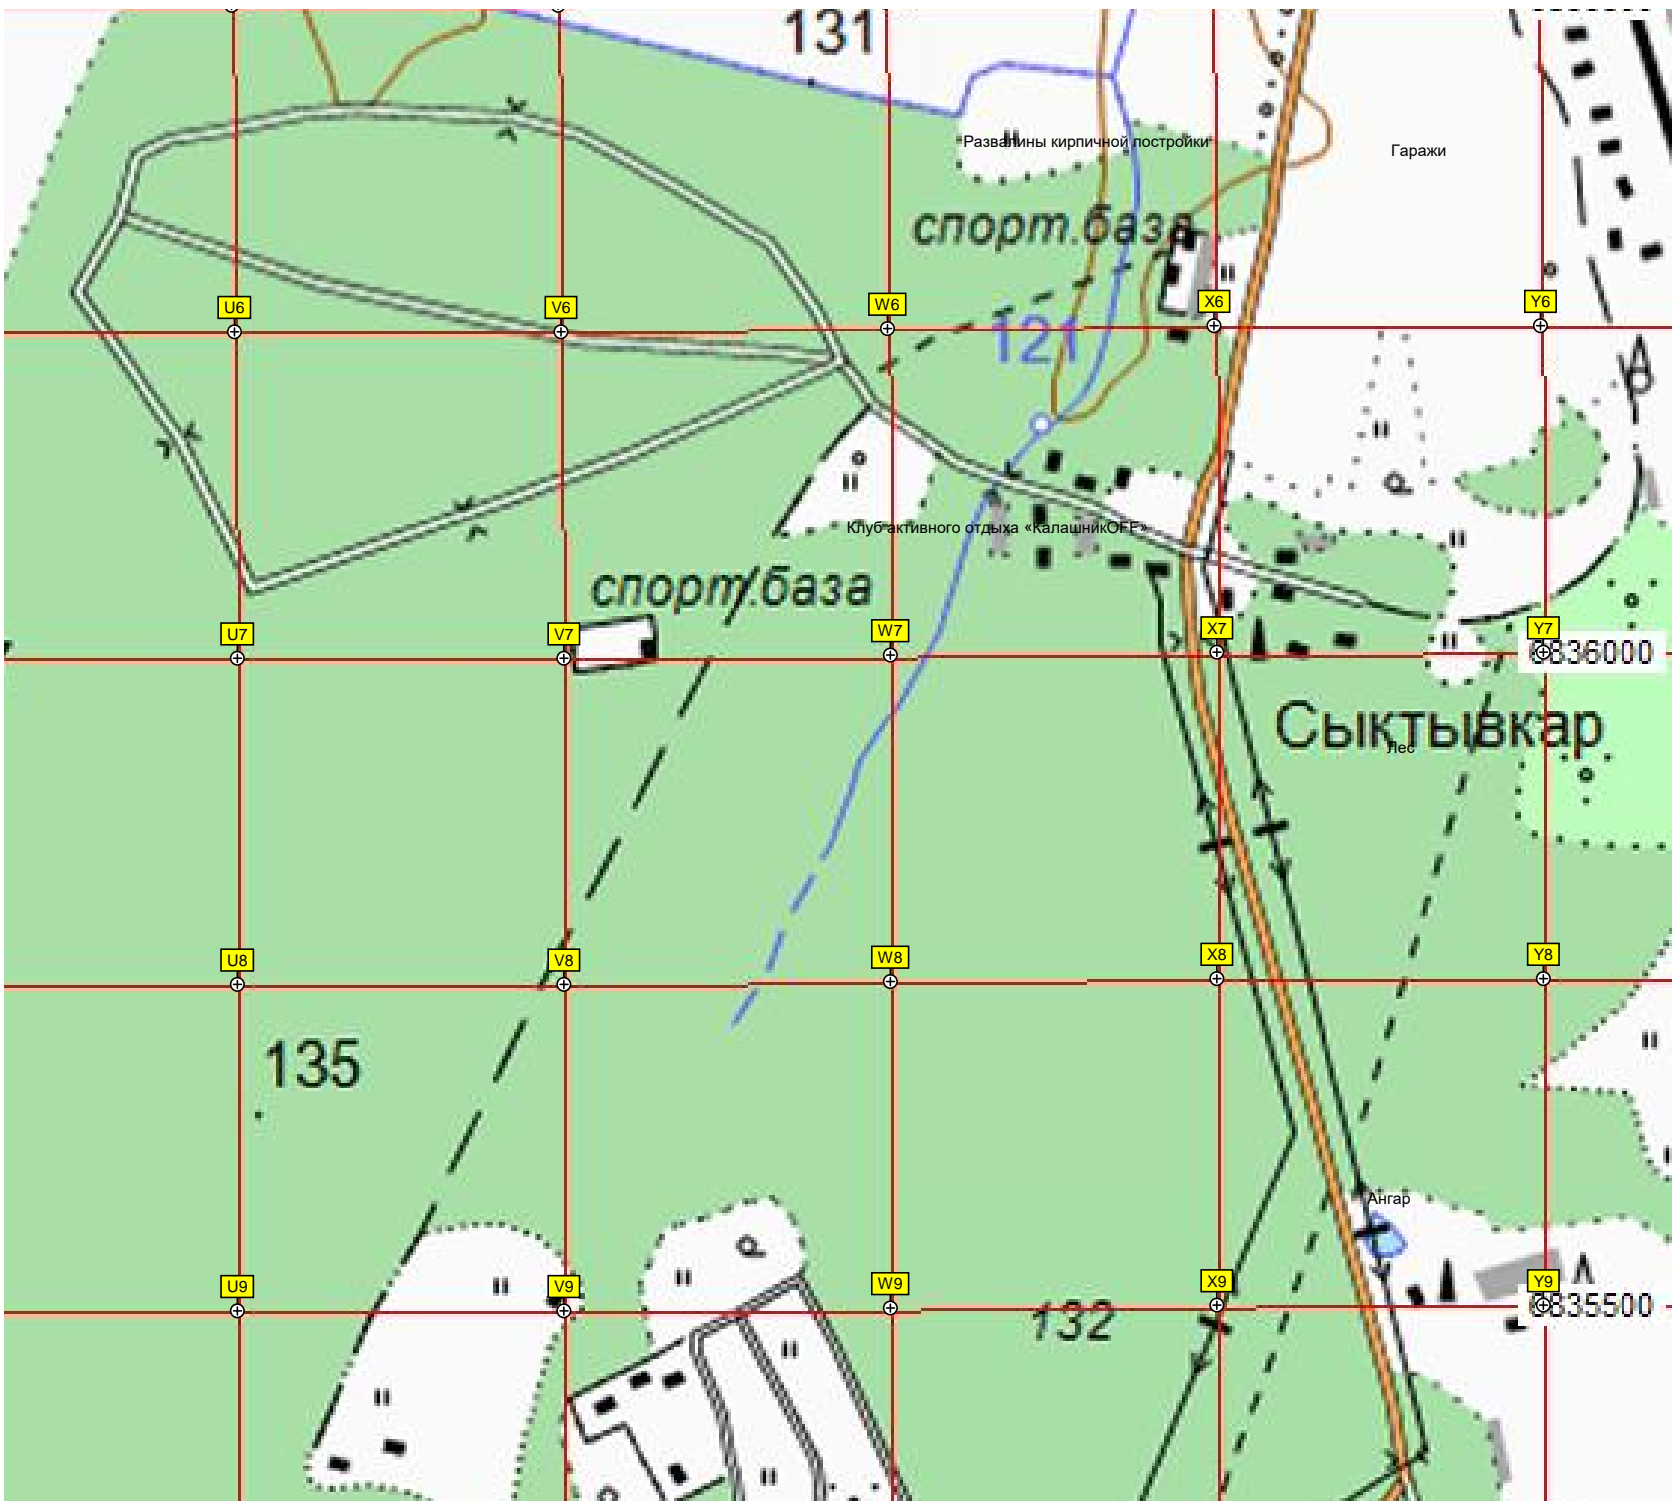 131
Развалины кирпичной постройки
Гаражи
спорт.база
U6
V6
W6
X6
Y6
121
Клуб активного отдыха «КалашникOFF»
спорт.база
U7
V7
W7
X7
Y7
6836000
Сыктывкар
Лес
U8
V8
W8
X8
Y8
135
Ангар
U9
V9
W9
X9
Y9
6835500
132